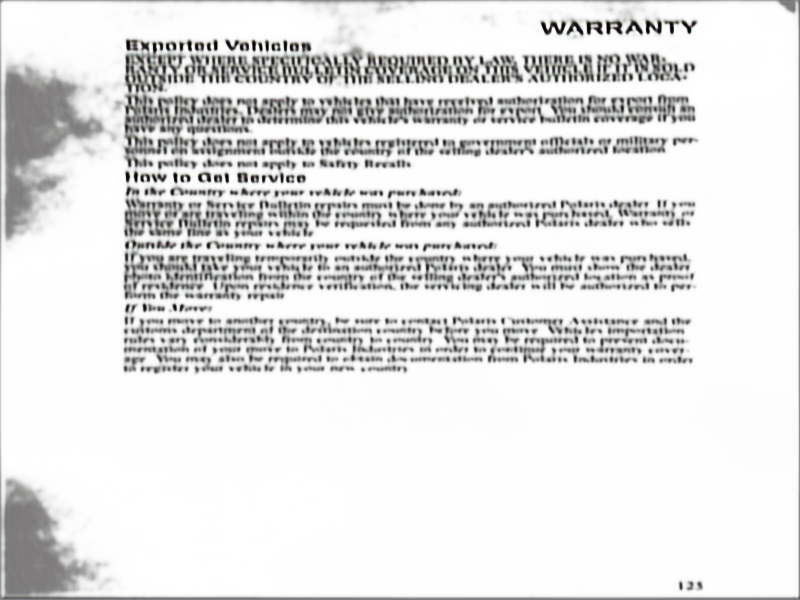 WARRANTY
Exported Vehicles
EXCEPT WHERE SPECIFICALLY REQUIRED BY LAW, THERE IS NO WAR-
RANTY OR SERVICE BULLETIN COVERAGE ON THIS VEHICLE IF IT IS SOLD
OUTSIDE THE COUNTRY OF THE SELLING DEALER'S AUTHORIZED LOCA-
TION.
This policy does not apply to vehicles that have received authorization for export from
Polaris Industries. Dealers may not give authorization for export. You should consult an
authorized dealer to determine this vehicle's warranty or service bulletin coverage if you
have any questions.
This policy does not apply to vehicles registered to government officials or military per-
sonnel on assignment outside the country of the selling dealer's authorized location.
This policy does not apply to Safety Recalls.
How to Get Service
In the Country where your vehicle was purchased:
Warranty or Service Bulletin repairs must be done by an authorized Polaris dealer. If you
move or are traveling within the country where your vehicle was purchased, Warranty or
Service Bulletin repairs may be requested from any authorized Polaris dealer who sells
the same line as your vehicle.
Outside the Country where your vehicle was purchased:
If you are traveling temporarily outside the country where your vehicle was purchased,
you should take your vehicle to an authorized Polaris dealer. You must show the dealer
photo identification from the country of the selling dealer's authorized location as proof
of residence. Upon residence verification, the servicing dealer will be authorized to per-
form the warranty repair.
If You Move:
If you move to another country, be sure to contact Polaris Customer Assistance and the
customs department of the destination country before you move. Vehicles importation
rules vary considerably from country to country. You may be required to present docu-
mentation of your move to Polaris Industries in order to continue your warranty cover-
age. You may also be required to obtain documentation from Polaris Industries in order
to register your vehicle in your new country.
123